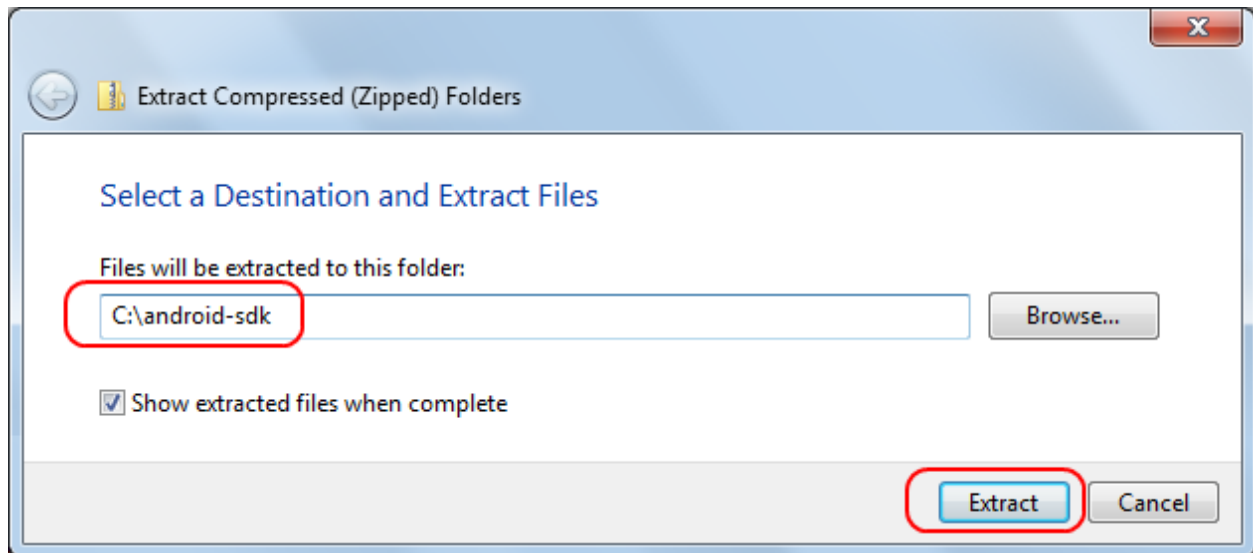 Extract Compressed (Zipped) Folders
Select a Destination and Extract Files
Files will be extracted to this folder:
C:\android-sdk
Browse...
Show extracted files when complete
Extract
Cancel